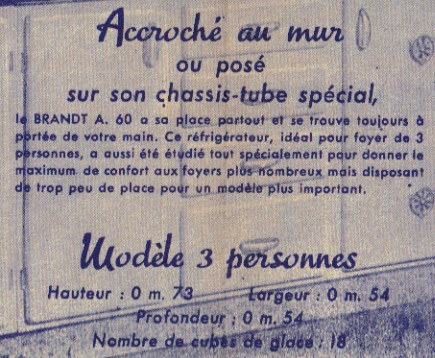 Accroché au mur
ou posé
sur son chassis-tube spécial,
le BRANDT A. 60 a sa place partout et se trouve toujours à
portée de votre main. Ce réfrigérateur, idéal pour foyer de 3
personnes, a aussi été étudié tout spécialement pour donner le
maximum de confort aux foyers plus nombreux mais disposant
de trop peu de place pour un modèle plus important.
Modèle 3 personnes
Hauteur : 0 m. 73 Largeur : 0 m. 54
Profondeur : 0 m. 54
Nombre de cubes de glace : 18